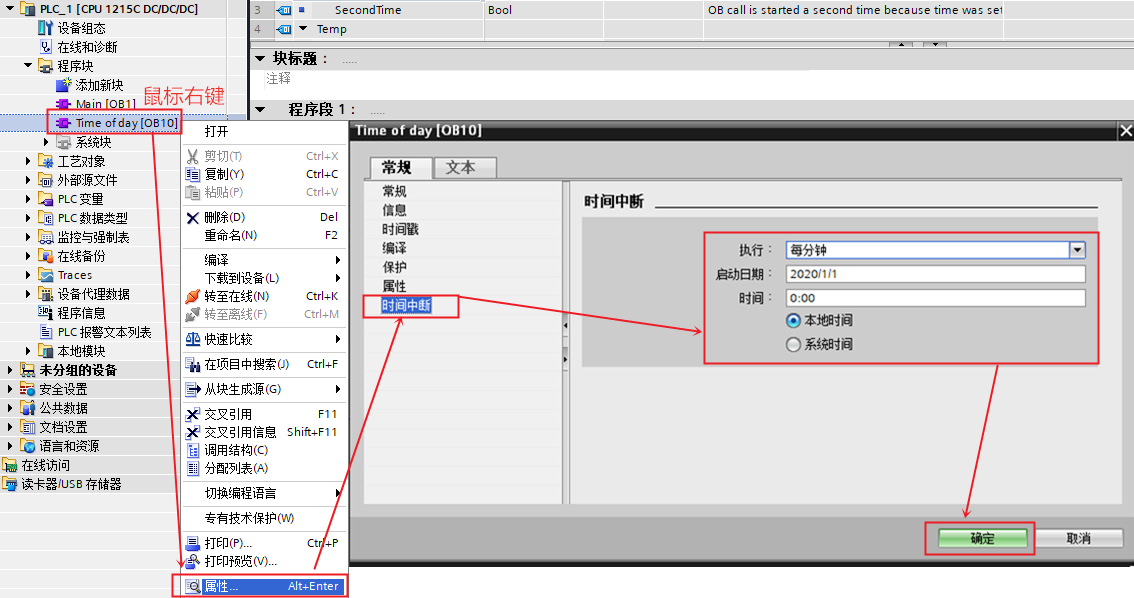 PLC_1 [CPU 1215C DC/DC/DC]
设备组态
在线和诊断
程序块
添加新块
Main [OB1]
鼠标右键
Time of day [OB10]
系统块
工艺对象
外部源文件
PLC 变量
PLC 数据类型
监控与强制表
在线备份
Traces
设备代理数据
程序信息
PLC 报警文本列表
本地模块
未分组的设备
安全设置
公共数据
文档设置
语言和资源
在线访问
读卡器/USB 存储器
3 SecondTime Bool OB call is started a second time because time was set
4 Temp
块标题： .....
注释
程序段 1： .....
打开
剪切(T) Ctrl+X
复制(Y) Ctrl+C
粘贴(P) Ctrl+V
删除(D) Del
重命名(N) F2
编译
下载到设备(L)
转至在线(N) Ctrl+K
转至离线(F) Ctrl+M
快速比较
在项目中搜索(J) Ctrl+F
从块生成源(G)
交叉引用 F11
交叉引用信息 Shift+F11
调用结构(C)
分配列表(A)
切换编程语言
专有技术保护(W)
打印(P)... Ctrl+P
打印预览(V)...
属性... Alt+Enter
Time of day [OB10]
常规 文本
常规
信息
时间戳
编译
保护
属性
时间中断
时间中断
执行： 每分钟
启动日期： 2020/1/1
时间： 0:00
本地时间
系统时间
确定 取消